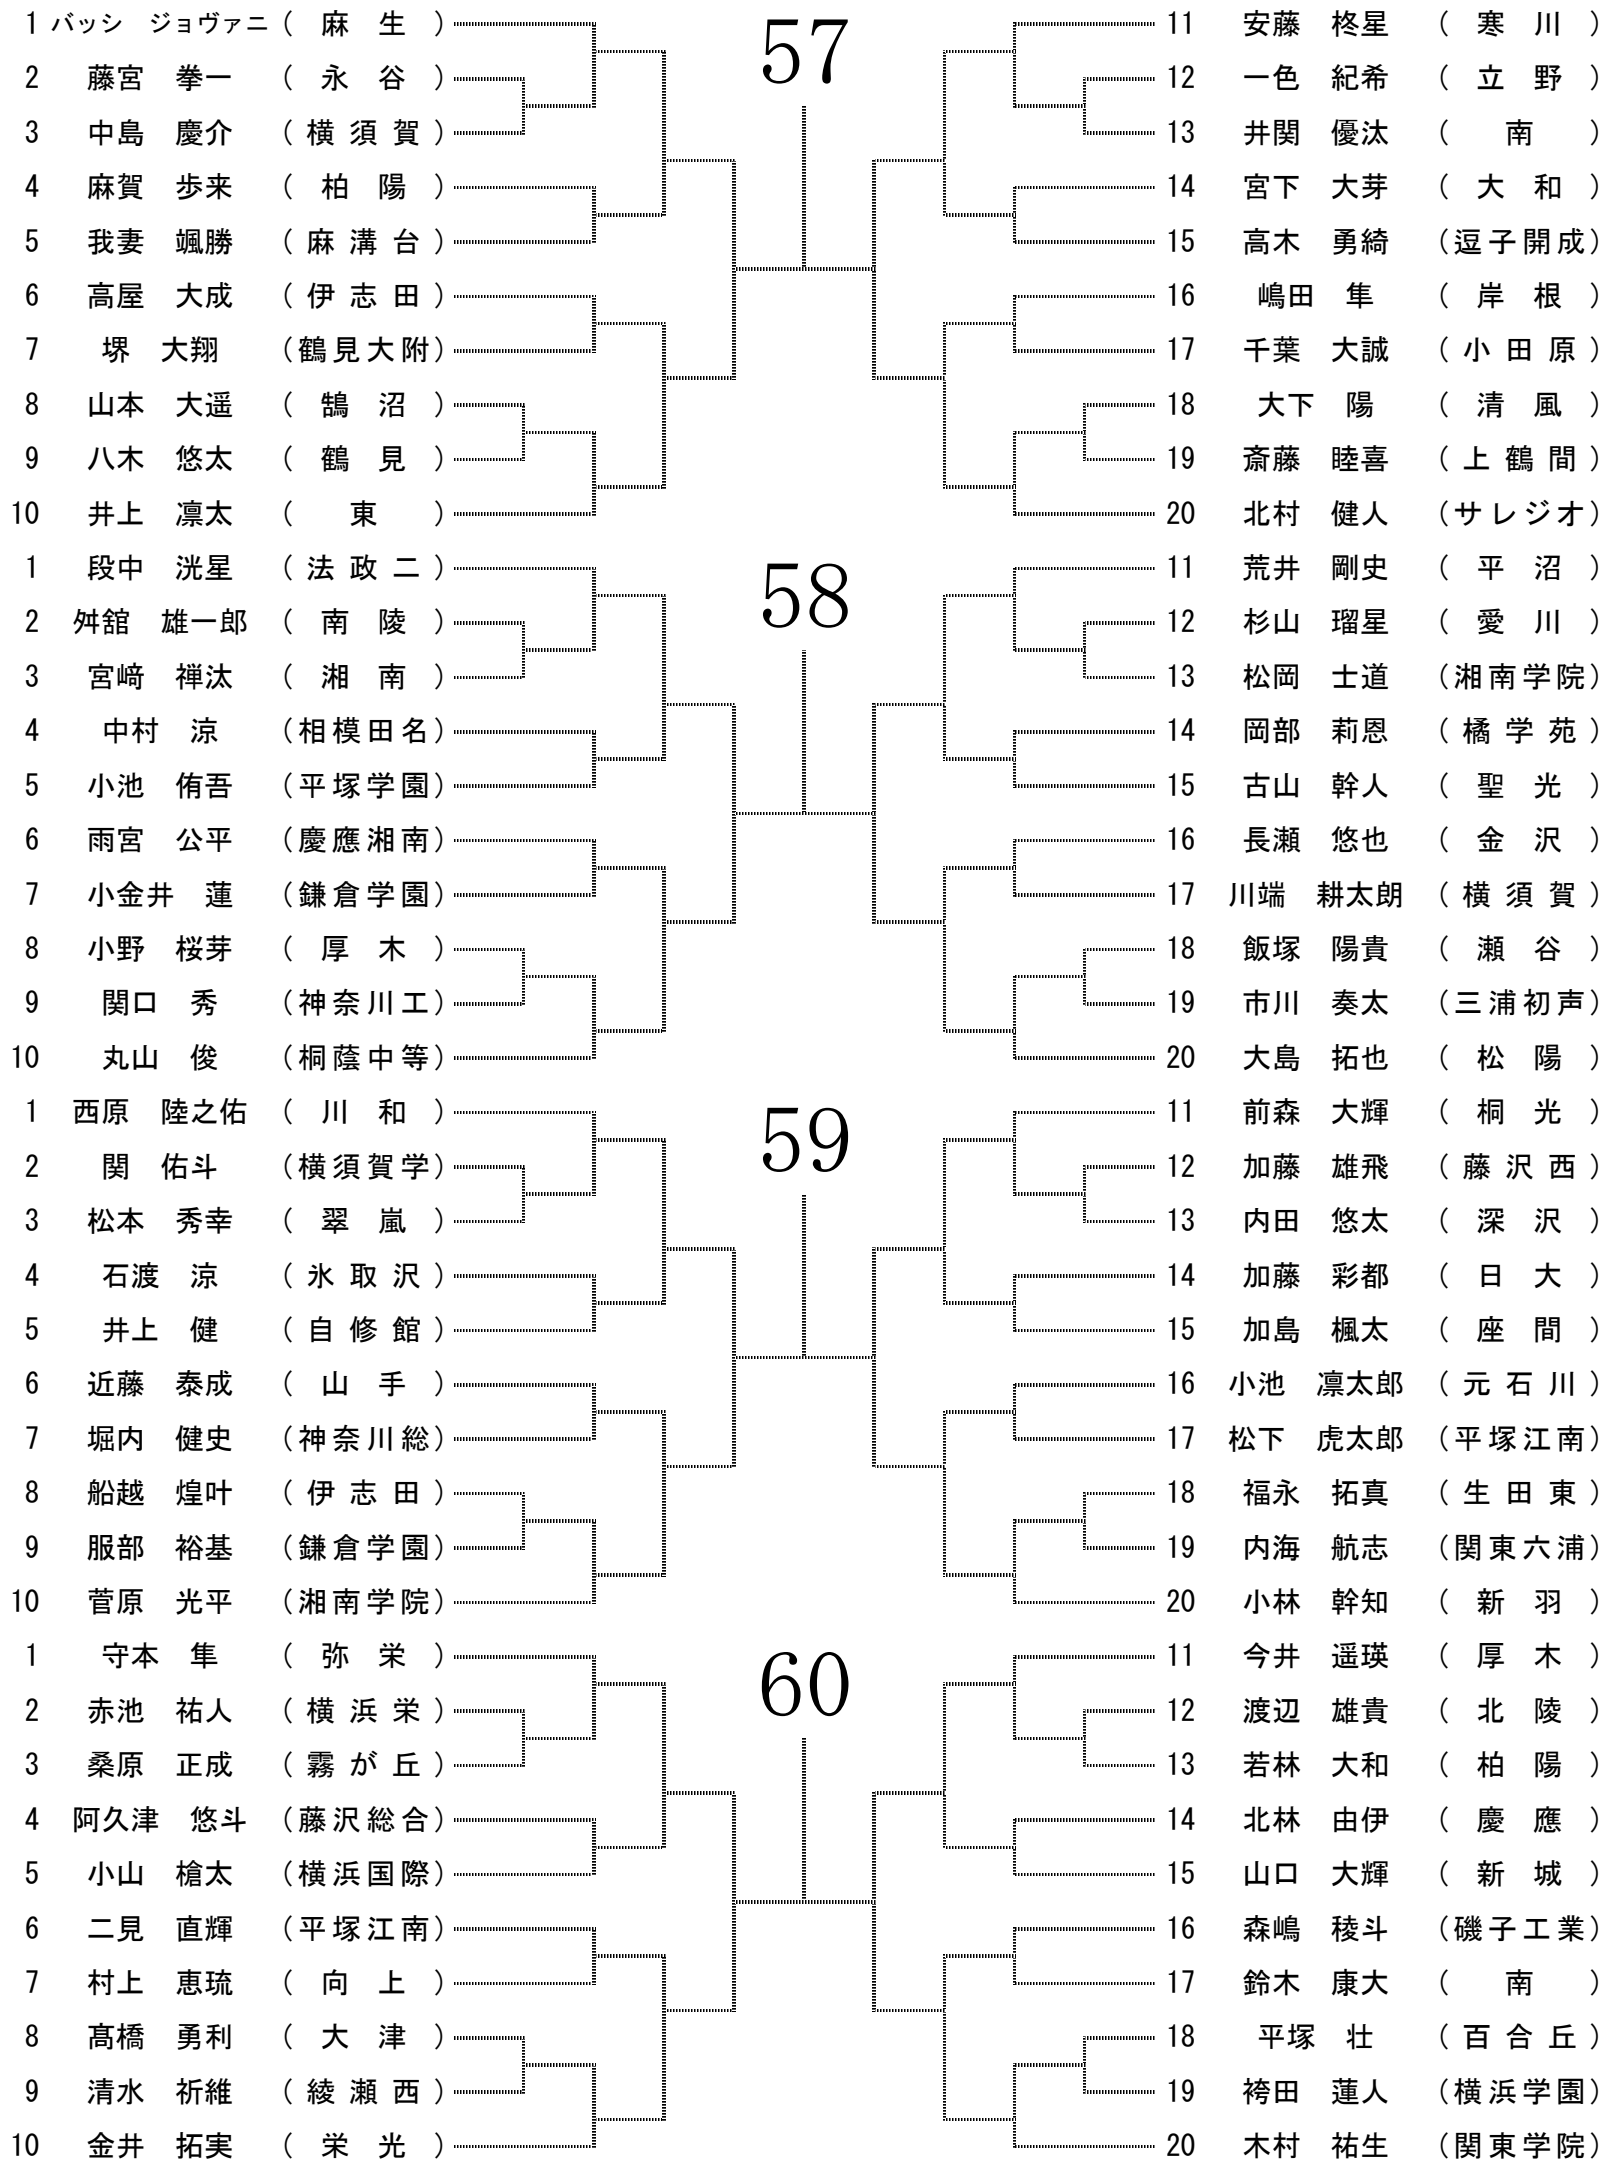 57
1 バッシ ジョヴァニ (麻生)
2 藤宮 拳一 (永谷)
3 中島 慶介 (横須賀)
4 麻賀 歩来 (柏陽)
5 我妻 颯勝 (麻溝台)
6 高屋 大成 (伊志田)
7 堺 大翔 (鶴見大附)
8 山本 大遥 (鵠沼)
9 八木 悠太 (鶴見)
10 井上 凛太 (東)
11 安藤 柊星 (寒川)
12 一色 紀希 (立野)
13 井関 優汰 (南)
14 宮下 大芽 (大和)
15 高木 勇綺 (逗子開成)
16 嶋田 隼 (岸根)
17 千葉 大誠 (小田原)
18 大下 陽 (清風)
19 斎藤 睦喜 (上鶴間)
20 北村 健人 (サレジオ)
58
1 段中 洸星 (法政二)
2 舛舘 雄一郎 (南陵)
3 宮﨑 禅汰 (湘南)
4 中村 涼 (相模田名)
5 小池 侑吾 (平塚学園)
6 雨宮 公平 (慶應湘南)
7 小金井 蓮 (鎌倉学園)
8 小野 桜芽 (厚木)
9 関口 秀 (神奈川工)
10 丸山 俊 (桐蔭中等)
11 荒井 剛史 (平沼)
12 杉山 瑠星 (愛川)
13 松岡 士道 (湘南学院)
14 岡部 莉恩 (橘学苑)
15 古山 幹人 (聖光)
16 長瀬 悠也 (金沢)
17 川端 耕太朗 (横須賀)
18 飯塚 陽貴 (瀬谷)
19 市川 奏太 (三浦初声)
20 大島 拓也 (松陽)
59
1 西原 陸之佑 (川和)
2 関 佑斗 (横須賀学)
3 松本 秀幸 (翠嵐)
4 石渡 涼 (氷取沢)
5 井上 健 (自修館)
6 近藤 泰成 (山手)
7 堀内 健史 (神奈川総)
8 船越 煌叶 (伊志田)
9 服部 裕基 (鎌倉学園)
10 菅原 光平 (湘南学院)
11 前森 大輝 (桐光)
12 加藤 雄飛 (藤沢西)
13 内田 悠太 (深沢)
14 加藤 彩都 (日大)
15 加島 楓太 (座間)
16 小池 凛太郎 (元石川)
17 松下 虎太郎 (平塚江南)
18 福永 拓真 (生田東)
19 内海 航志 (関東六浦)
20 小林 幹知 (新羽)
60
1 守本 隼 (弥栄)
2 赤池 祐人 (横浜栄)
3 桑原 正成 (霧が丘)
4 阿久津 悠斗 (藤沢総合)
5 小山 槍太 (横浜国際)
6 二見 直輝 (平塚江南)
7 村上 恵琉 (向上)
8 髙橋 勇利 (大津)
9 清水 祈維 (綾瀬西)
10 金井 拓実 (栄光)
11 今井 遥瑛 (厚木)
12 渡辺 雄貴 (北陵)
13 若林 大和 (柏陽)
14 北林 由伊 (慶應)
15 山口 大輝 (新城)
16 森嶋 稜斗 (磯子工業)
17 鈴木 康大 (南)
18 平塚 壮 (百合丘)
19 袴田 蓮人 (横浜学園)
20 木村 祐生 (関東学院)